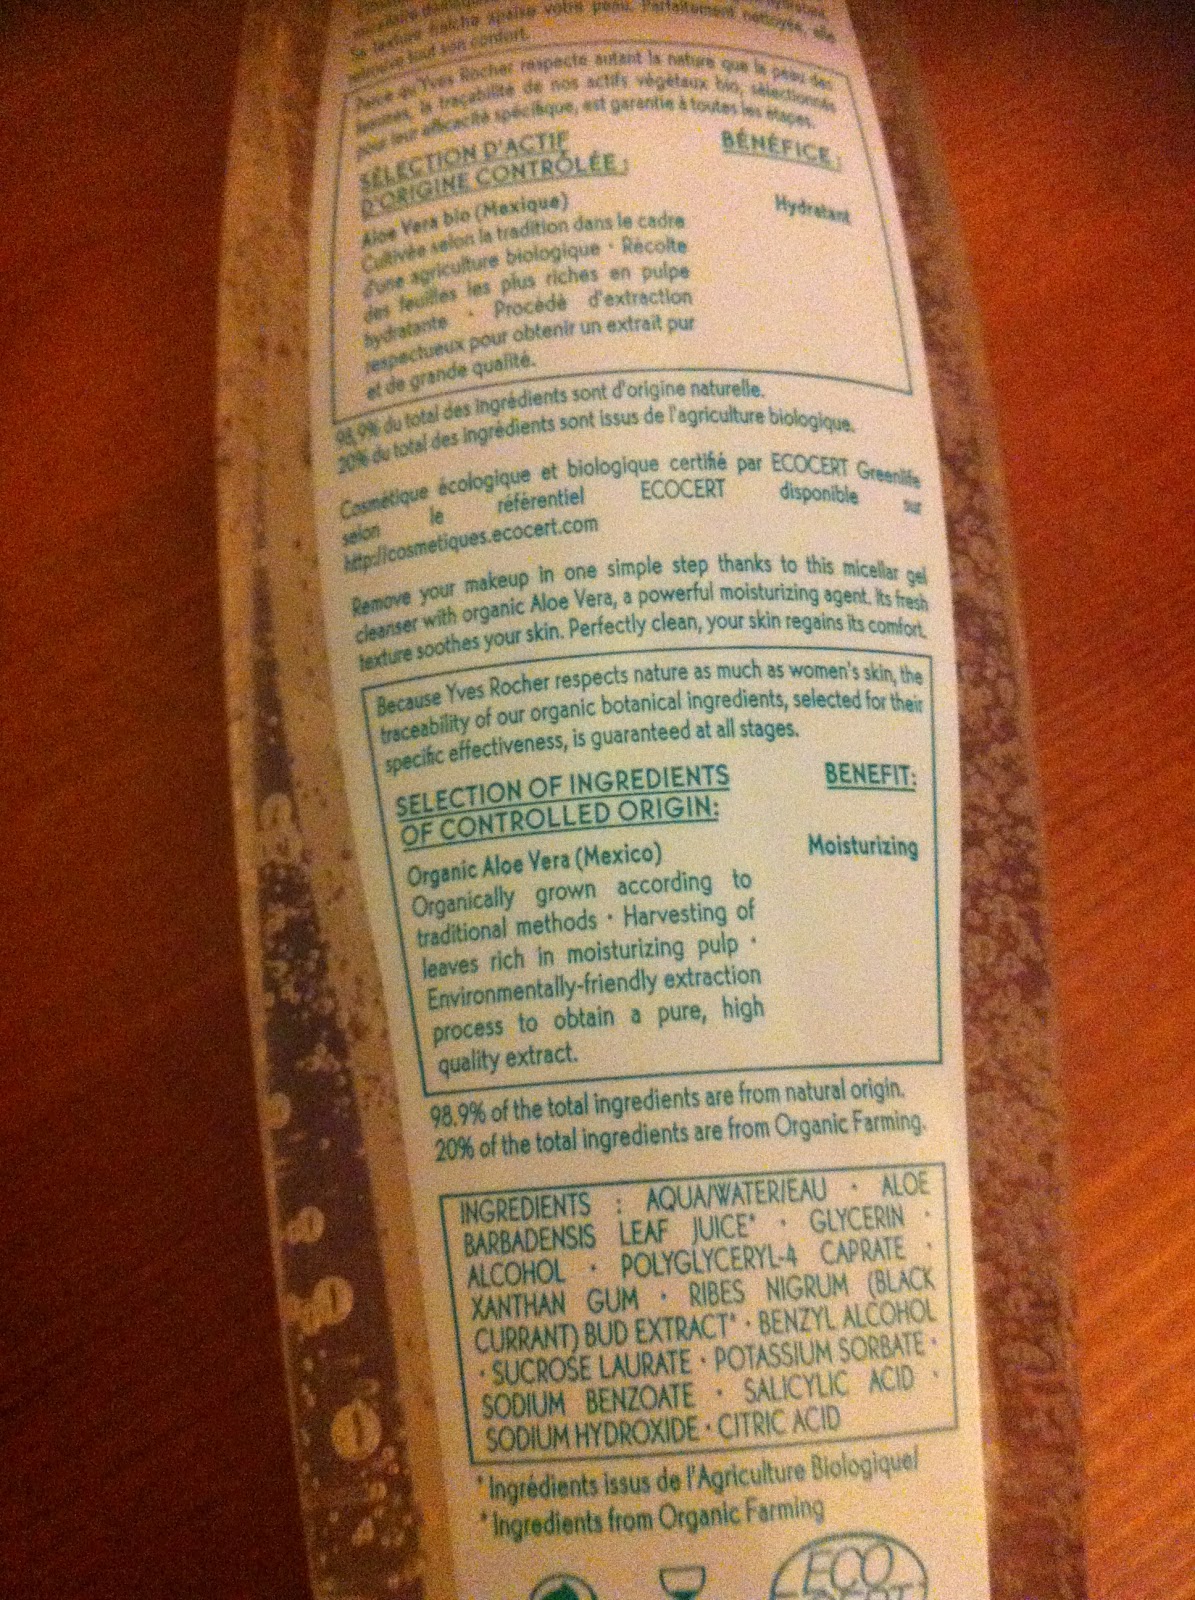 Sa texture fraîche apaise votre peau. Parfaitement nettoyée, elle
retrouve tout son confort.
Parce qu'Yves Rocher respecte autant la nature que la peau des
femmes, la traçabilité de nos actifs végétaux bio, sélectionnés
pour leur efficacité spécifique, est garantie à toutes les étapes.
SÉLECTION D'ACTIF
D'ORIGINE CONTRÔLÉE :
BÉNÉFICE :
Aloe Vera bio (Mexique)
Hydratant
Cultivée selon la tradition dans le cadre
d'une agriculture biologique • Récolte
des feuilles les plus riches en pulpe
hydratante • Procédé d'extraction
respectueux pour obtenir un extrait pur
et de grande qualité.
98,9% du total des ingrédients sont d'origine naturelle.
20% du total des ingrédients sont issus de l'agriculture biologique.
Cosmétique écologique et biologique certifié par ECOCERT Greenlife
selon le référentiel ECOCERT disponible sur
http://cosmetiques.ecocert.com
Remove your makeup in one simple step thanks to this micellar gel
cleanser with organic Aloe Vera, a powerful moisturizing agent. Its fresh
texture soothes your skin. Perfectly clean, your skin regains its comfort.
Because Yves Rocher respects nature as much as women's skin, the
traceability of our organic botanical ingredients, selected for their
specific effectiveness, is guaranteed at all stages.
SELECTION OF INGREDIENTS
OF CONTROLLED ORIGIN:
BENEFIT:
Organic Aloe Vera (Mexico)
Moisturizing
Organically grown according to
traditional methods • Harvesting of
leaves rich in moisturizing pulp •
Environmentally-friendly extraction
process to obtain a pure, high
quality extract.
98.9% of the total ingredients are from natural origin.
20% of the total ingredients are from Organic Farming.
INGREDIENTS : AQUA/WATER/EAU • ALOE
BARBADENSIS LEAF JUICE* • GLYCERIN •
ALCOHOL • POLYGLYCERYL-4 CAPRATE •
XANTHAN GUM • RIBES NIGRUM (BLACK
CURRANT) BUD EXTRACT* • BENZYL ALCOHOL
• SUCROSE LAURATE • POTASSIUM SORBATE •
SODIUM BENZOATE • SALICYLIC ACID •
SODIUM HYDROXIDE • CITRIC ACID
*Ingrédients issus de l'Agriculture Biologique/
*Ingredients from Organic Farming
ECO